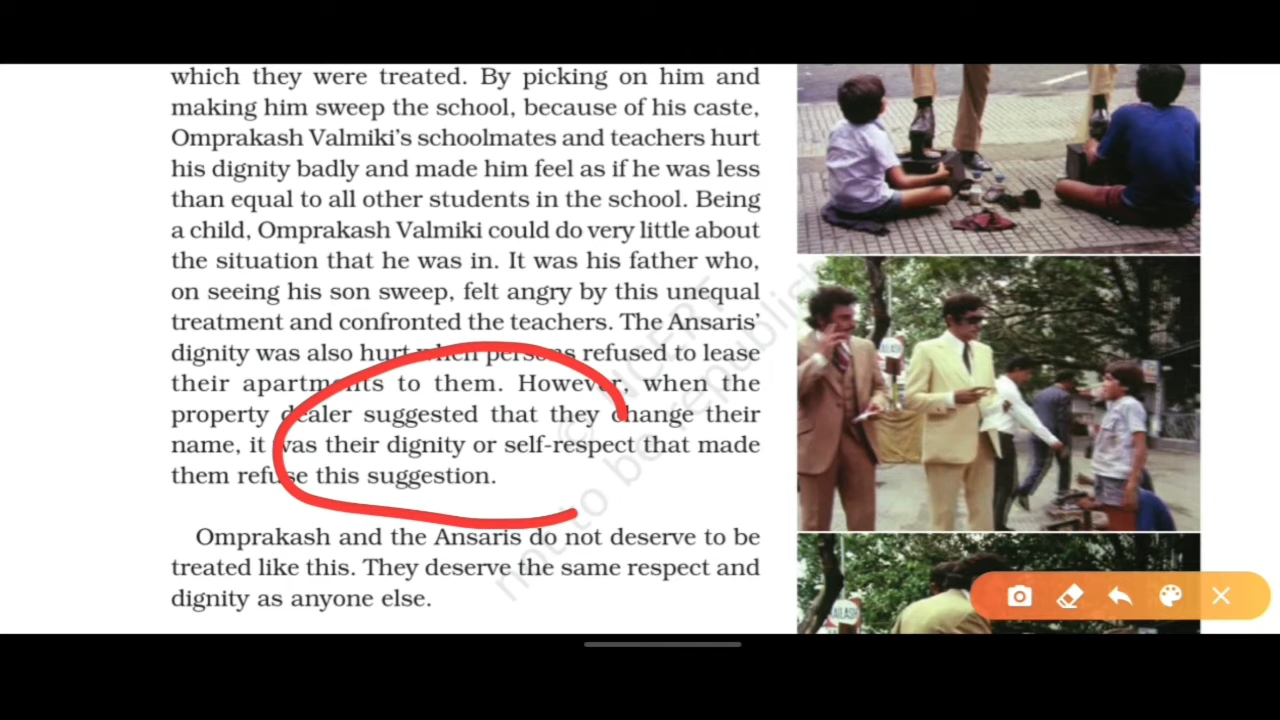 which they were treated. By picking on him and
making him sweep the school, because of his caste,
Omprakash Valmiki's schoolmates and teachers hurt
his dignity badly and made him feel as if he was less
than equal to all other students in the school. Being
a child, Omprakash Valmiki could do very little about
the situation that he was in. It was his father who,
on seeing his son sweep, felt angry by this unequal
treatment and confronted the teachers. The Ansaris'
dignity was also hurt when persons refused to lease
their apartments to them. However, when the
property dealer suggested that they change their
name, it was their dignity or self-respect that made
them refuse this suggestion.
Omprakash and the Ansaris do not deserve to be
treated like this. They deserve the same respect and
dignity as anyone else.
© NCERT
not to be republish